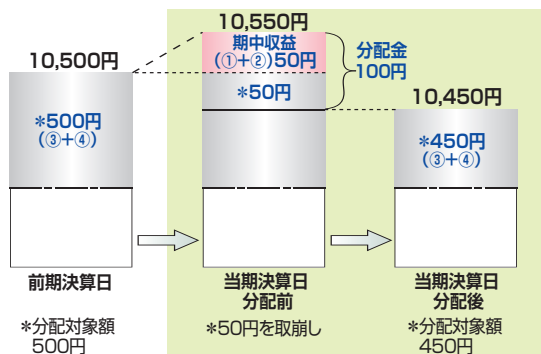 10,500円
*500円
(③+④)
前期決算日
*分配対象額
500円
10,550円
期中収益
(①+②)50円
*50円
分配金
100円
当期決算日
分配前
*50円を取崩し
10,450円
*450円
(③+④)
当期決算日
分配後
*分配対象額
450円